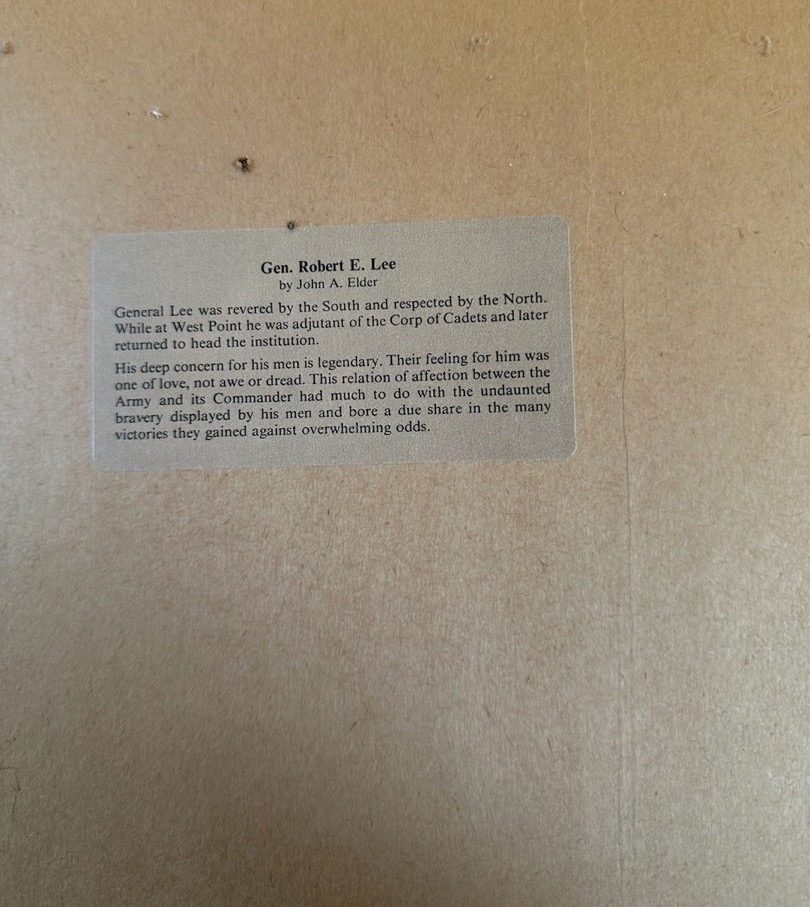 Gen. Robert E. Lee
by John A. Elder
General Lee was revered by the South and respected by the North.
While at West Point he was adjutant of the Corp of Cadets and later
returned to head the institution.
His deep concern for his men is legendary. Their feeling for him was
one of love, not awe or dread. This relation of affection between the
Army and its Commander had much to do with the undaunted
bravery displayed by his men and bore a due share in the many
victories they gained against overwhelming odds.